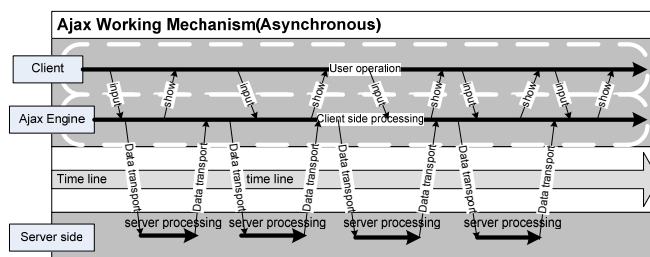 Ajax Working Mechanism(Asynchronous)
Client
User operation
input
show
input
show
input
show
input
show
input
show
Ajax Engine
Client side processing
Data transport
Data transport
Data transport
Data transport
Data transport
Data transport
Data transport
Data transport
Time line
time line
Server side
server processing
server processing
server processing
server processing